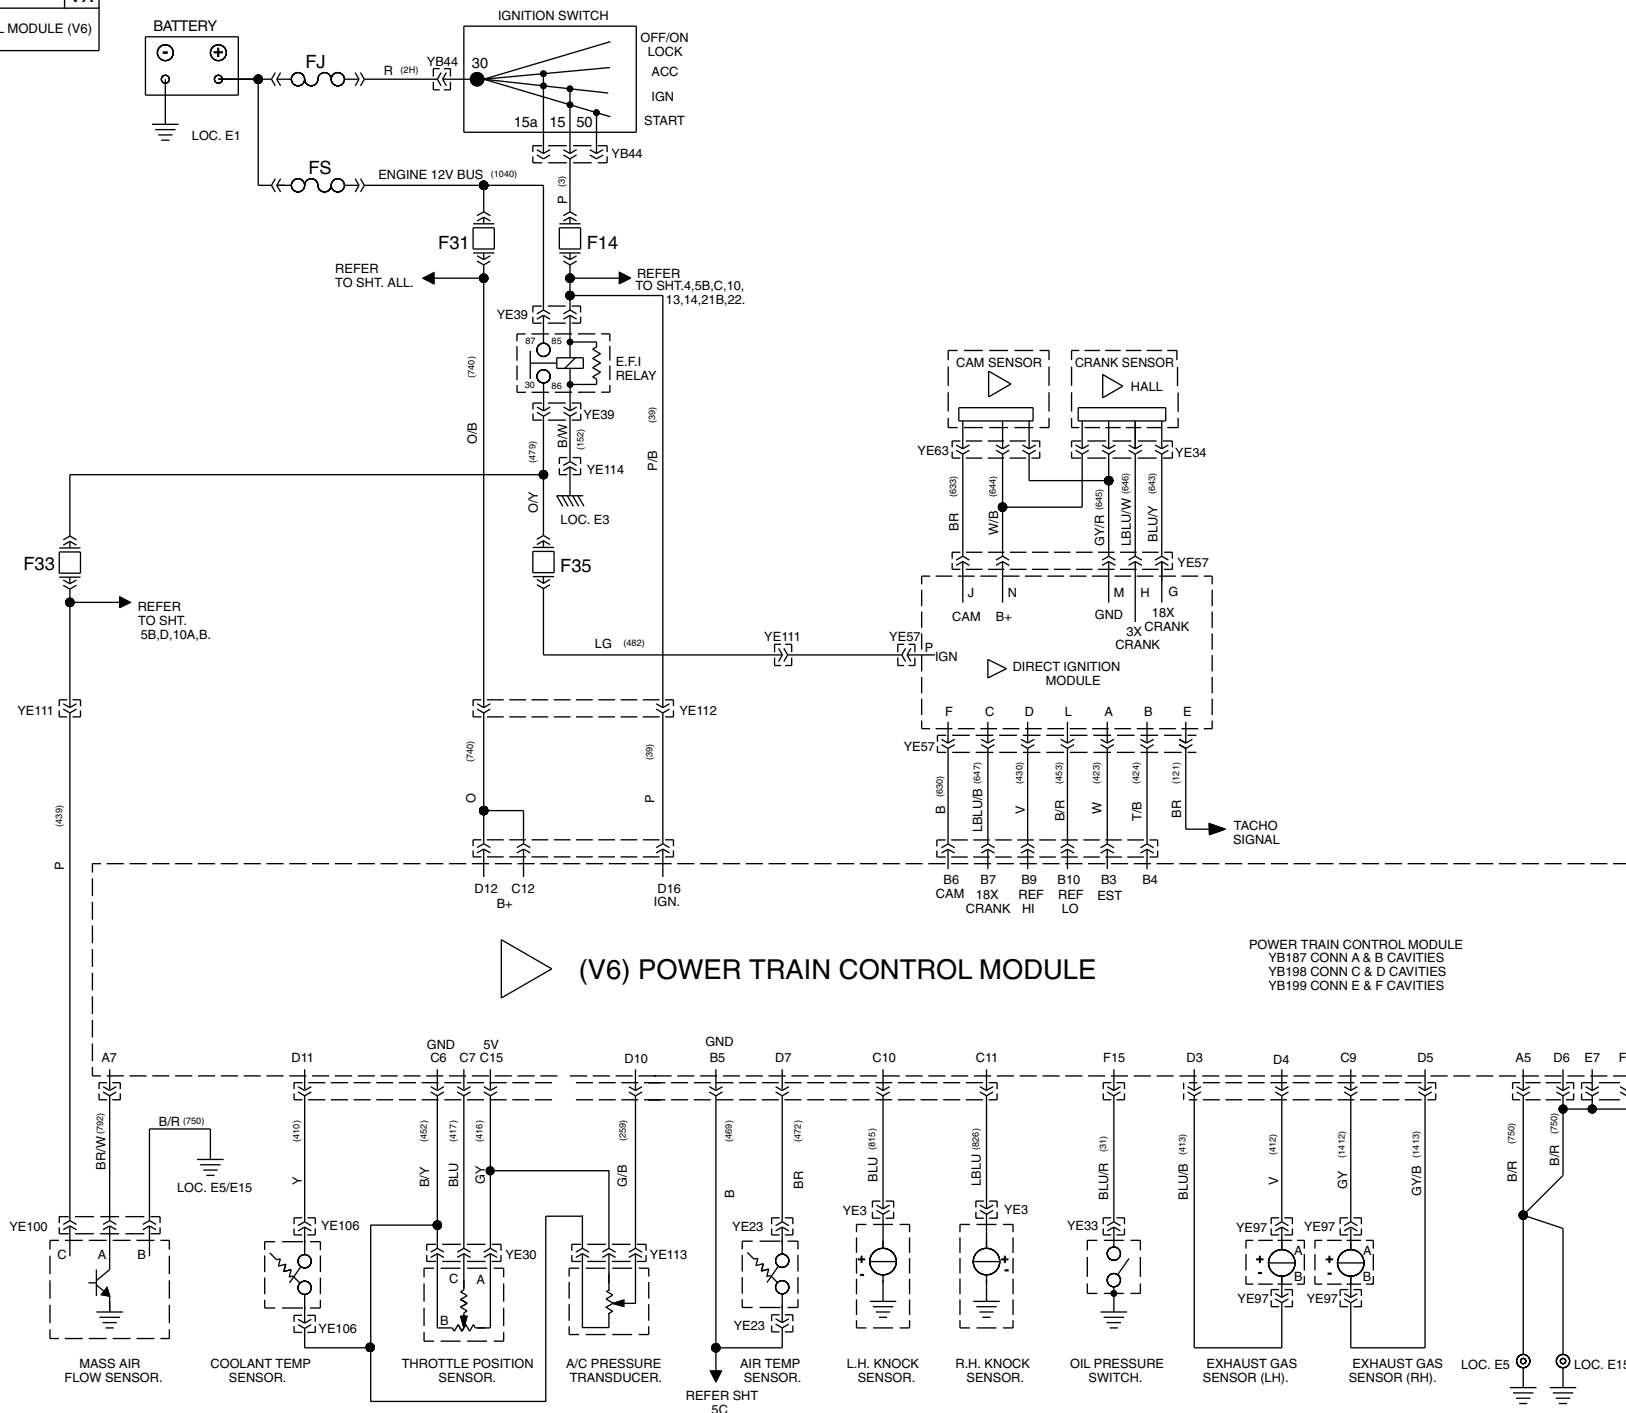 L MODULE (V6)
BATTERY
IGNITION SWITCH
OFF/ON
LOCK
ACC
IGN
START
- +
FJ
R (2H)
YB44
30
15a 15 50
YB44
LOC. E1
FS
ENGINE 12V BUS (1040)
P (3)
F31
F14
REFER
TO SHT. ALL.
REFER
TO SHT.4,5B,C,10,
13,14,21B,22.
YE39
87 85
30 86
E.F.I
RELAY
YE39
(740)
O/B
(479)
B/W (152)
(39)
P/B
YE114
O/Y
LOC. E3
F33
F35
REFER
TO SHT.
5B,D,10A,B.
CAM SENSOR
CRANK SENSOR
HALL
YE63
YE34
BR (633)
W/B (644)
GY/R (645)
LBLU/W (646)
BLU/Y (643)
YE57
J N M H G
CAM B+ GND 18X
CRANK
3X
CRANK
LG (482)
YE111
YE57
P
IGN
DIRECT IGNITION
MODULE
YE111
YE112
F C D L A B E
YE57
(740)
O
(39)
P
(439)
P
B (630)
LBLU/B (647)
V (430)
B/R (453)
W (423)
T/B (424)
BR (121)
TACHO
SIGNAL
D12 C12
B+
D16
IGN.
B6 B7 B9 B10 B3 B4
CAM 18X REF REF EST
CRANK HI LO
(V6) POWER TRAIN CONTROL MODULE
POWER TRAIN CONTROL MODULE
YB187 CONN A & B CAVITIES
YB198 CONN C & D CAVITIES
YB199 CONN E & F CAVITIES
GND 5V GND
A7 D11 C6 C7 C15 D10 B5 D7 C10 C11 F15 D3 D4 C9 D5 A5 D6 E7 F
BR/W (792)
B/R (750)
LOC. E5/E15
Y (410)
B/Y (452)
BLU (417)
GY (416)
G/B (259)
B (469)
BR (472)
BLU (815)
LBLU (826)
BLU/R (31)
BLU/B (413)
V (412)
GY (1412)
GY/B (1413)
B/R (750)
B/R (750)
YE100
C A B
YE106
YE106
YE30
C A
B
YE113
YE23
YE23
YE3
+
-
YE3
+
-
YE33
YE97
+
-
A
B
YE97
YE97
+
-
A
B
YE97
MASS AIR
FLOW SENSOR.
COOLANT TEMP
SENSOR.
THROTTLE POSITION
SENSOR.
A/C PRESSURE
TRANSDUCER.
REFER SHT
5C
AIR TEMP
SENSOR.
L.H. KNOCK
SENSOR.
R.H. KNOCK
SENSOR.
OIL PRESSURE
SWITCH.
EXHAUST GAS
SENSOR (LH).
EXHAUST GAS
SENSOR (RH).
LOC. E5
LOC. E15